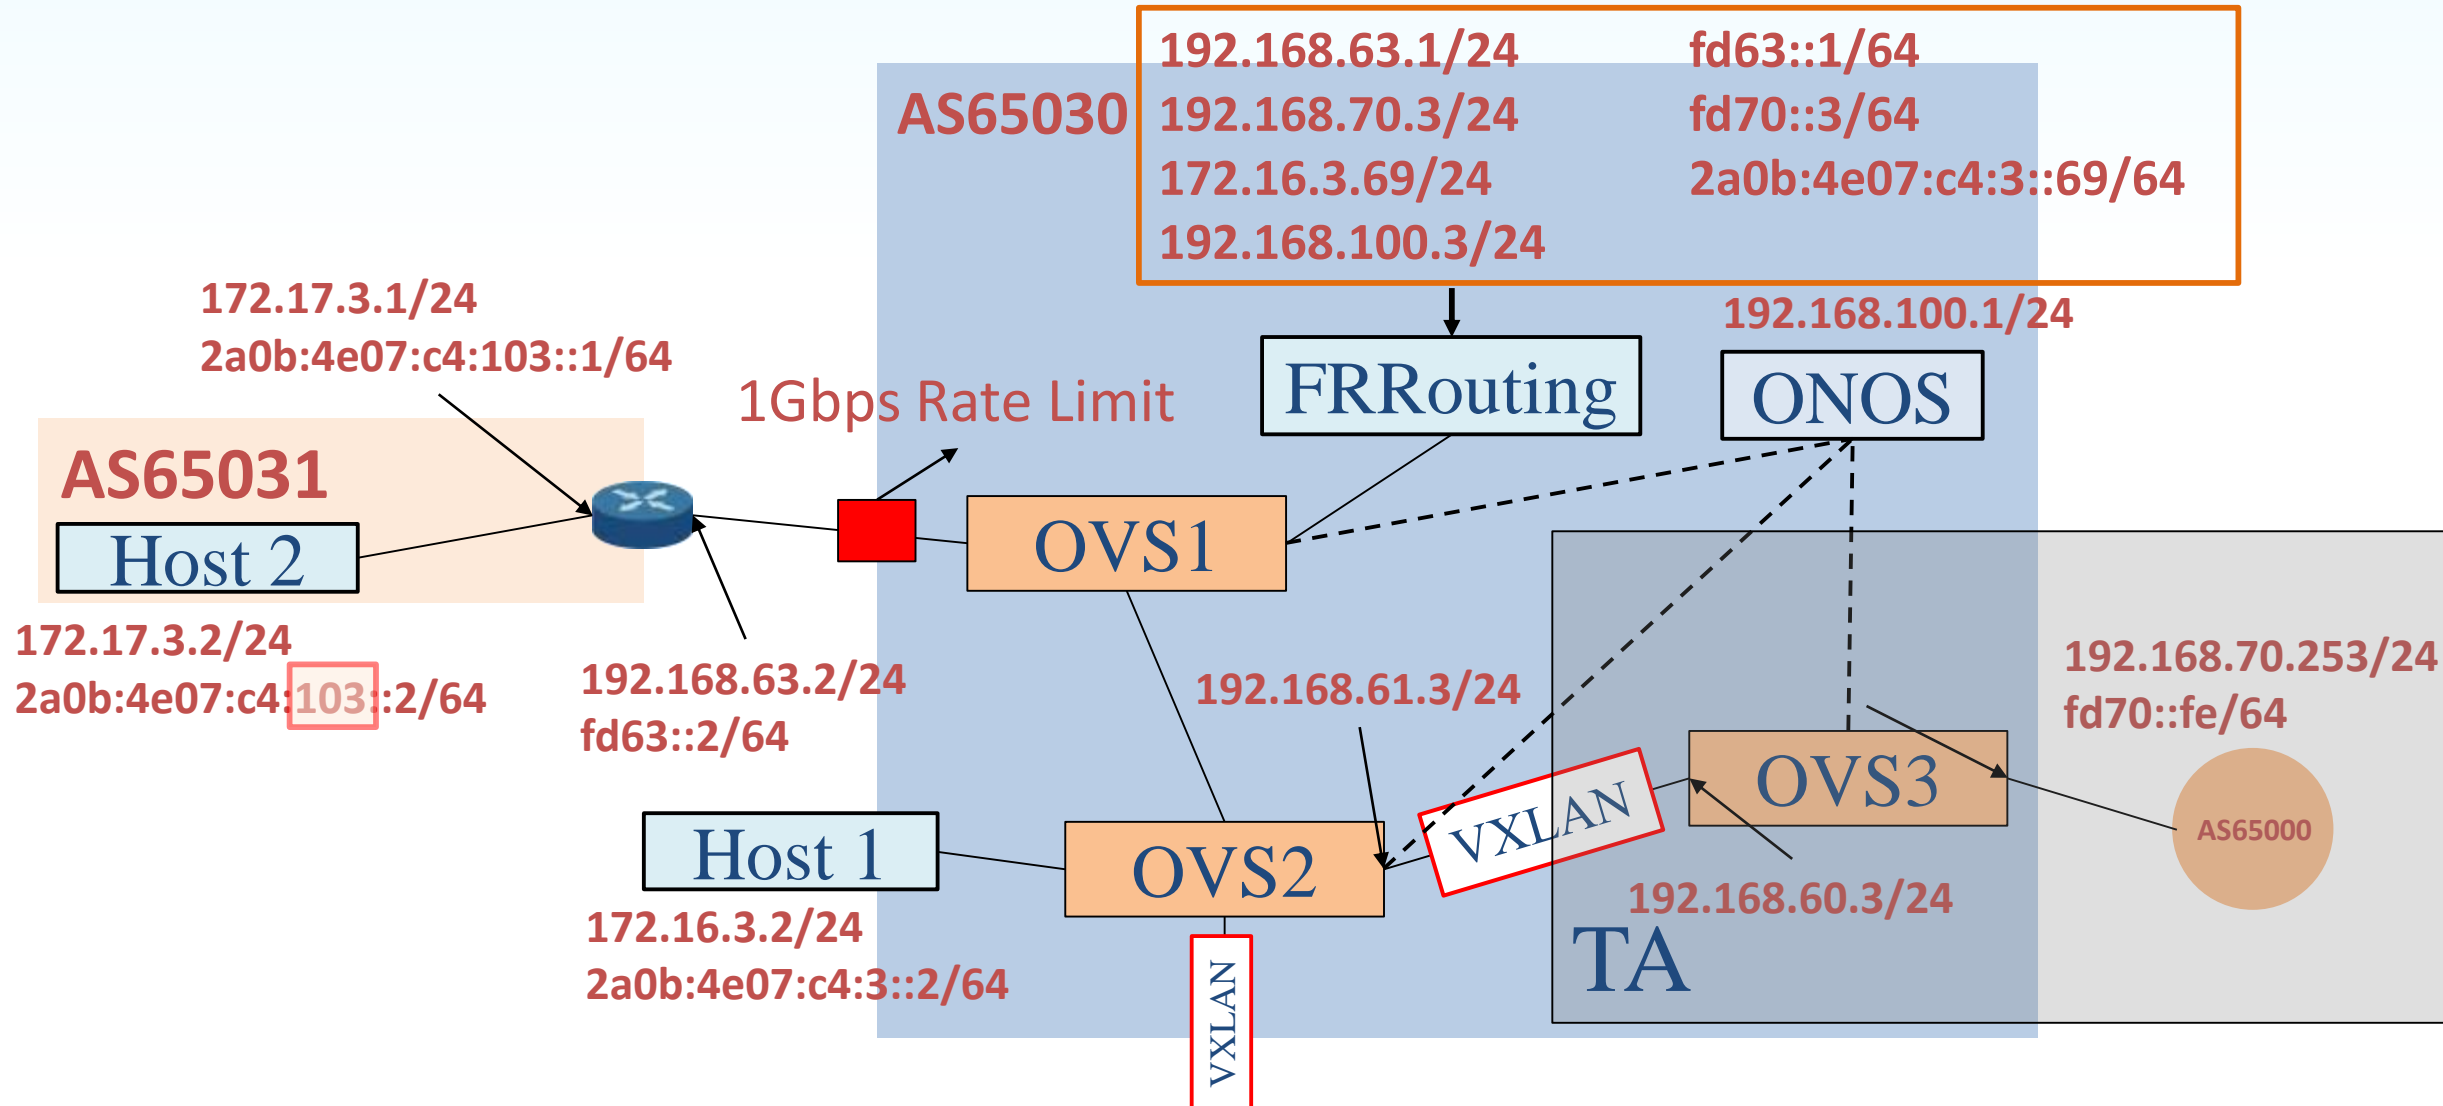 192.168.63.1/24 fd63::1/64
AS65030
192.168.70.3/24 fd70::3/64
172.16.3.69/24 2a0b:4e07:c4:3::69/64
192.168.100.3/24
172.17.3.1/24
2a0b:4e07:c4:103::1/64
192.168.100.1/24
1Gbps Rate Limit
FRRouting
ONOS
AS65031
Host 2
OVS1
172.17.3.2/24
2a0b:4e07:c4:103::2/64
192.168.63.2/24
fd63::2/64
192.168.61.3/24
192.168.70.253/24
fd70::fe/64
VXLAN
OVS3
AS65000
Host 1
OVS2
192.168.60.3/24
172.16.3.2/24
2a0b:4e07:c4:3::2/64
TA
VXLAN